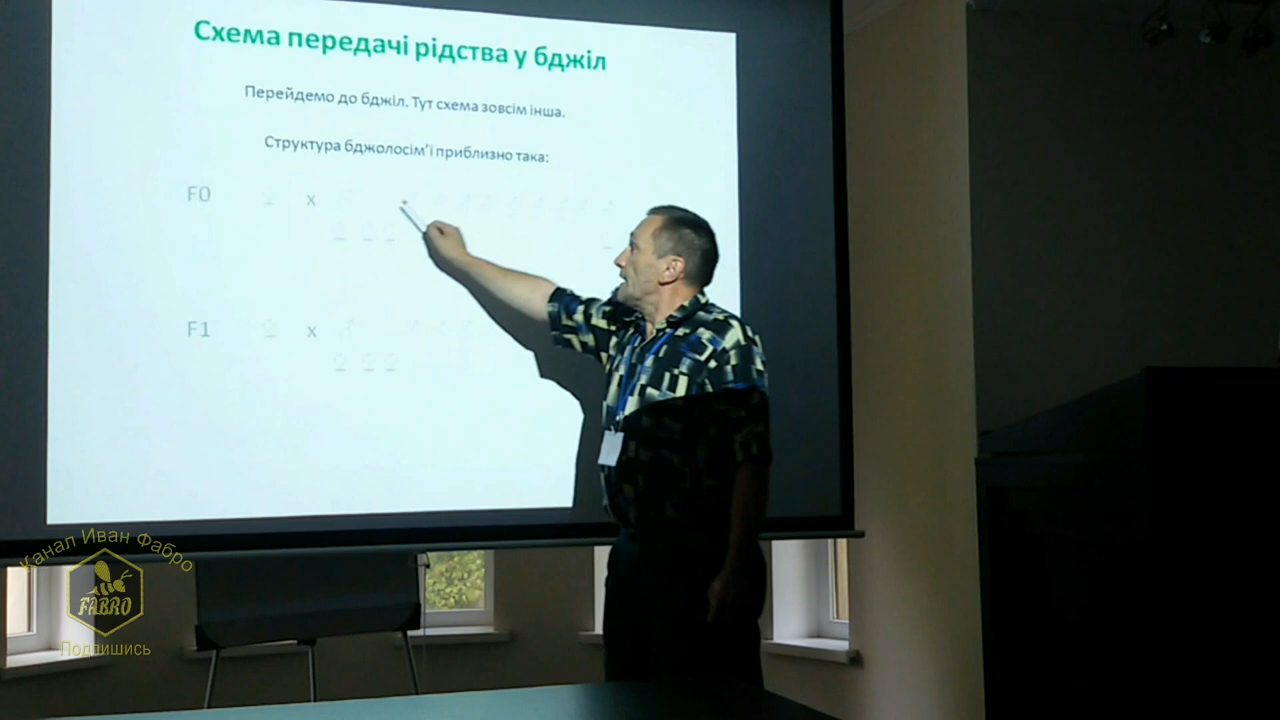 Схема передачі рідства у бджіл
Перейдемо до бджіл. Тут схема зовсім інша.
Структура бджолосім'ї приблизно така:
F0 x
F1 x
Канал Иван Фабро
FABRO
Подпишись